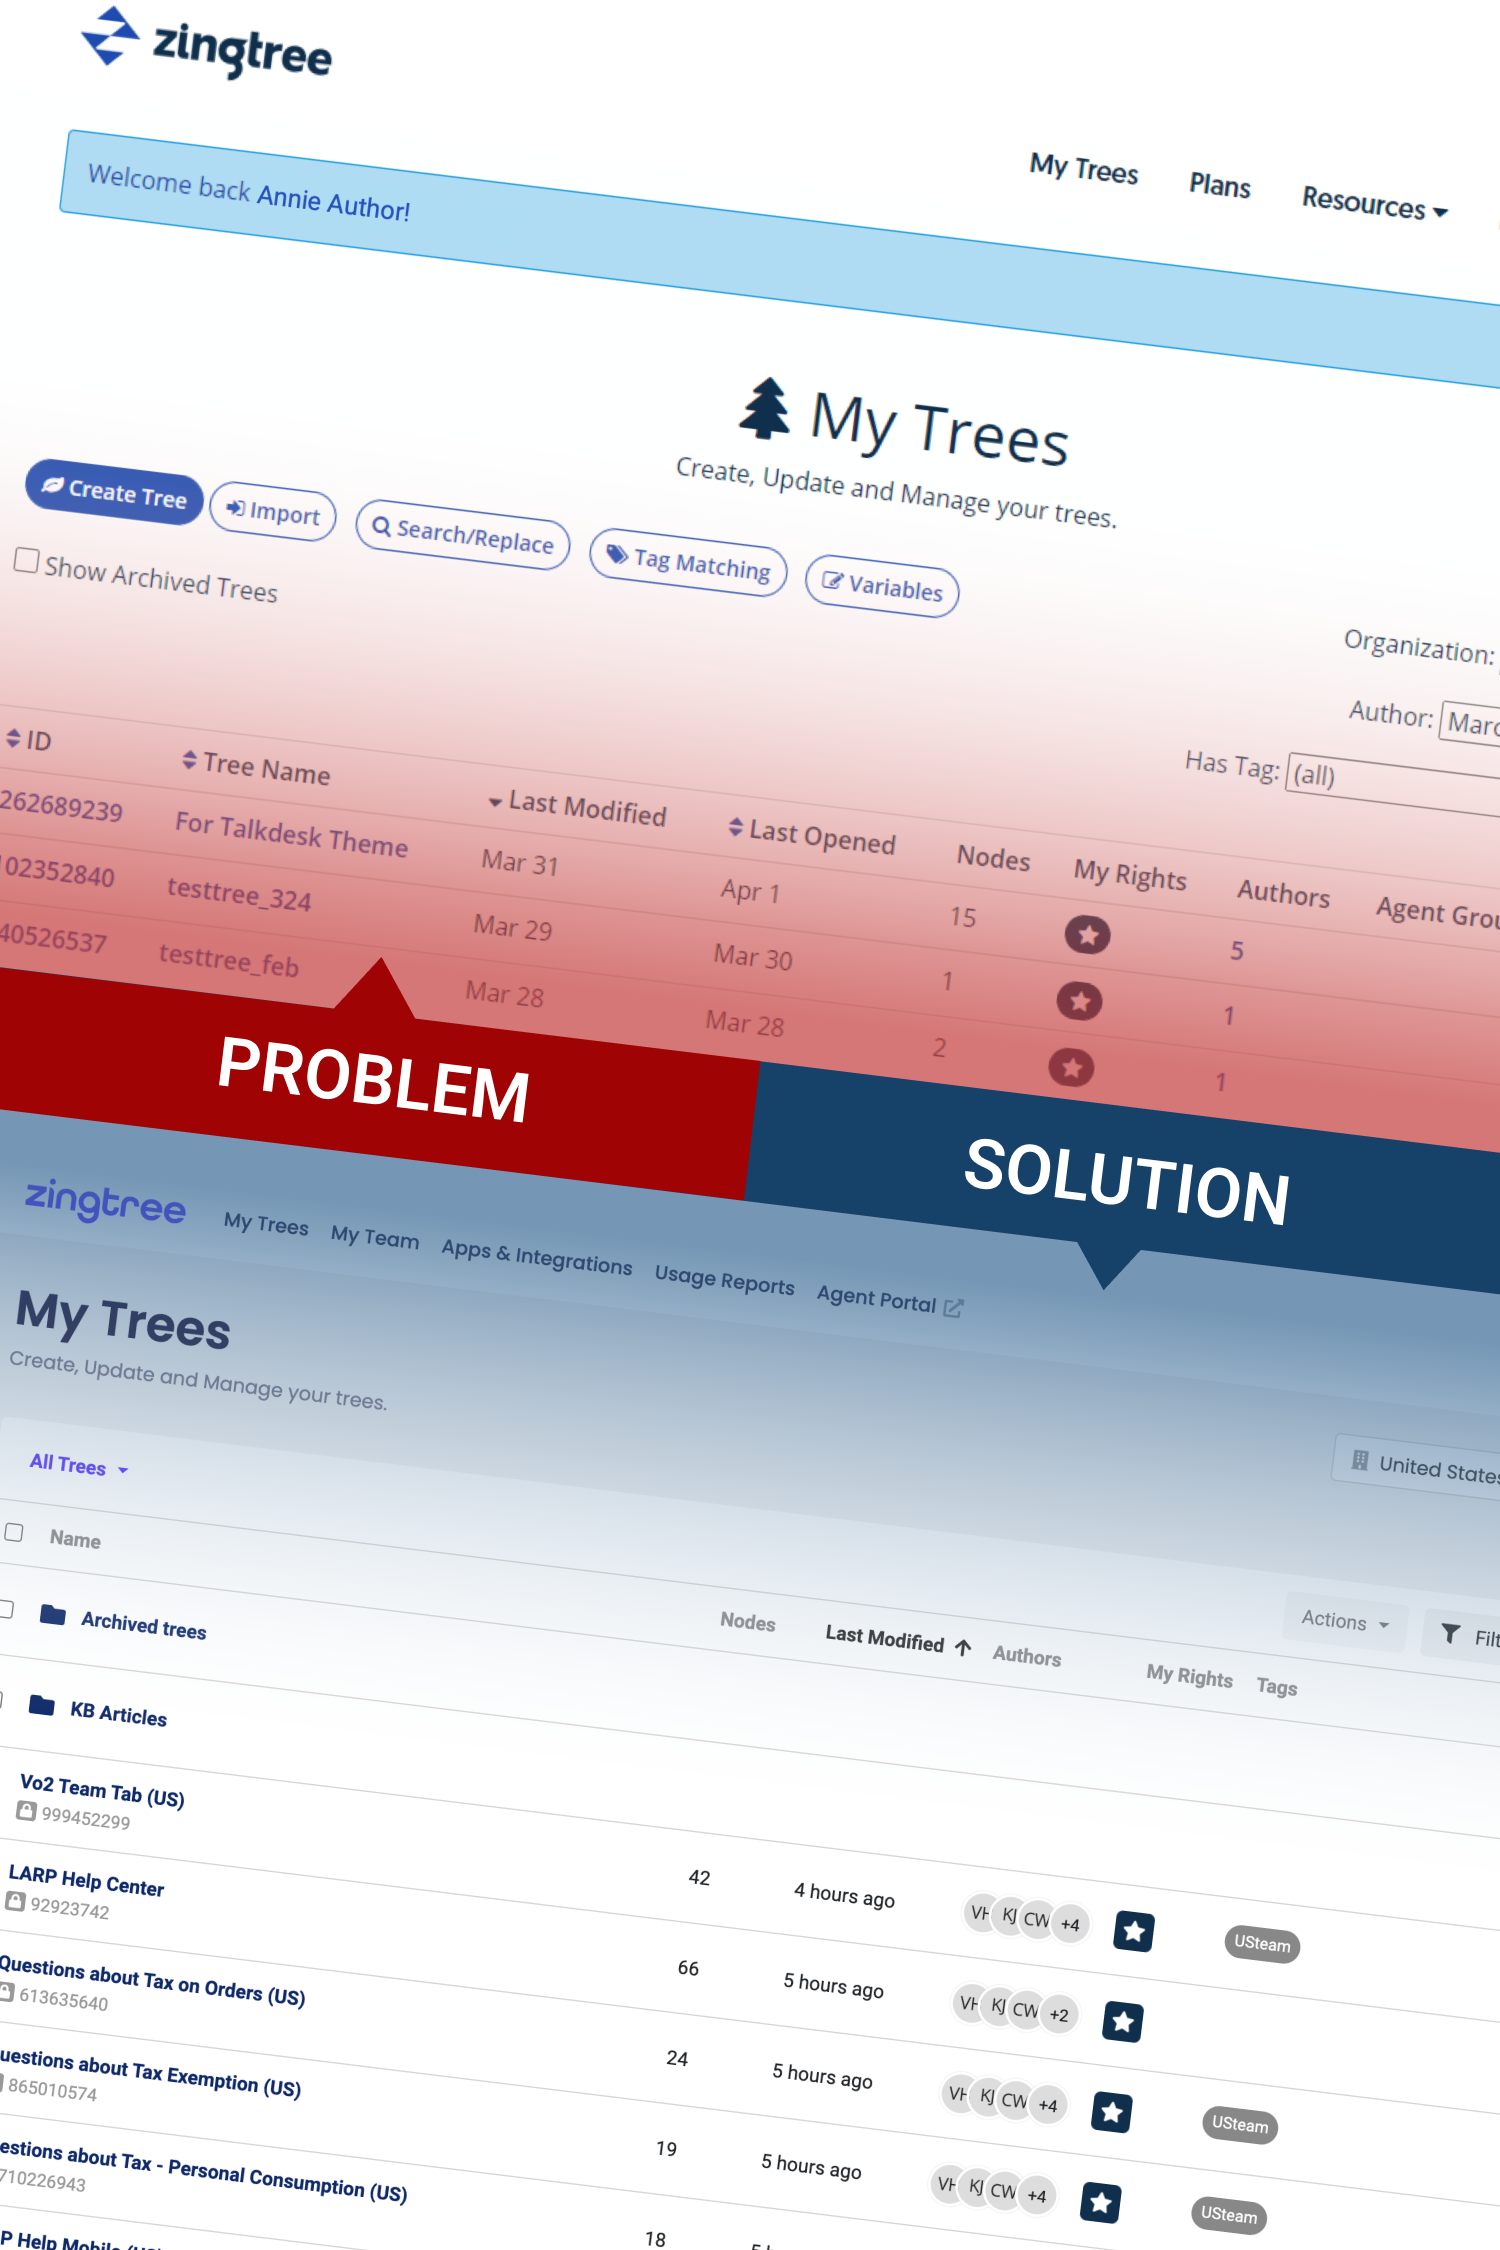 zingtree
My Trees Plans Resources
Welcome back Annie Author!
My Trees
Create, Update and Manage your trees.
Create Tree Import Search/Replace Tag Matching Variables
Show Archived Trees
Organization:
Author: Marc
Has Tag: (all)
ID Tree Name Last Modified Last Opened Nodes My Rights Authors Agent Grou
262689239 For Talkdesk Theme Mar 31 Apr 1 15 5
102352840 testtree_324 Mar 29 Mar 30 1 1
40526537 testtree_feb Mar 28 Mar 28 2 1
PROBLEM
SOLUTION
zingtree My Trees My Team Apps & Integrations Usage Reports Agent Portal
My Trees
Create, Update and Manage your trees.
United States
All Trees
Actions Filt
Name Nodes Last Modified Authors My Rights Tags
Archived trees
KB Articles
Vo2 Team Tab (US) 42 4 hours ago VH KJ CW +4 USteam
999452299
LARP Help Center 66 5 hours ago VH KJ CW +2
92923742
Questions about Tax on Orders (US) 24 5 hours ago VH KJ CW +4 USteam
613635640
uestions about Tax Exemption (US) 19 5 hours ago VH KJ CW +4 USteam
865010574
estions about Tax - Personal Consumption (US) 18
710226943
P Help Mobile